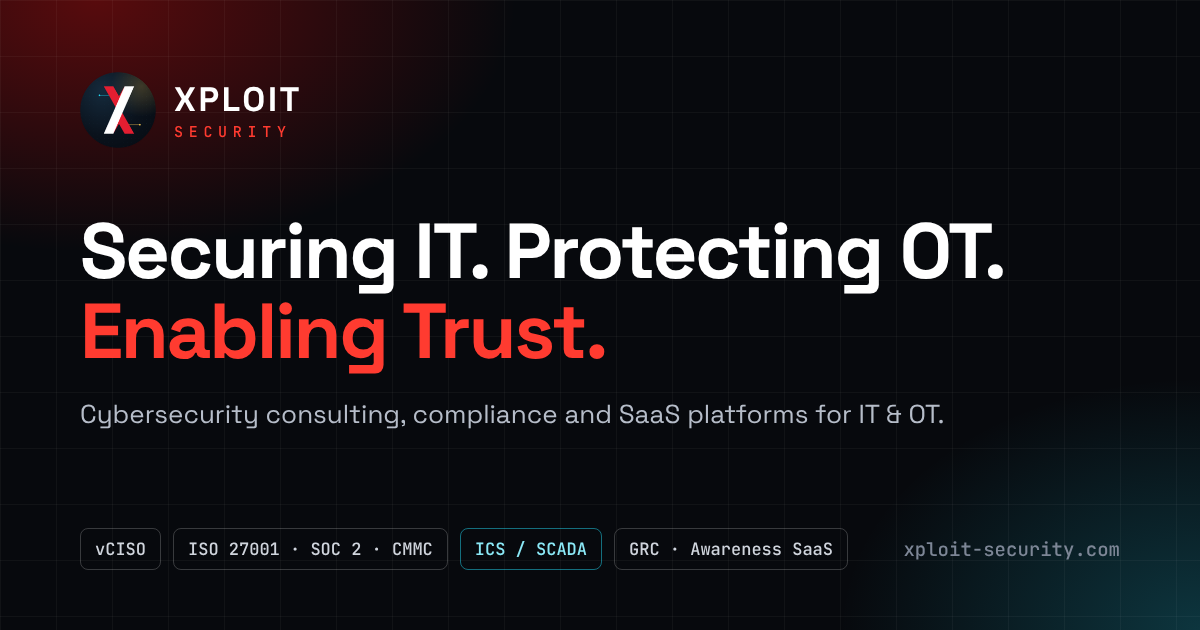 XPLOIT
SECURITY
Securing IT. Protecting OT.
Enabling Trust.
Cybersecurity consulting, compliance and SaaS platforms for IT & OT.
vCISO
ISO 27001 · SOC 2 · CMMC
ICS / SCADA
GRC · Awareness SaaS
xploit-security.com